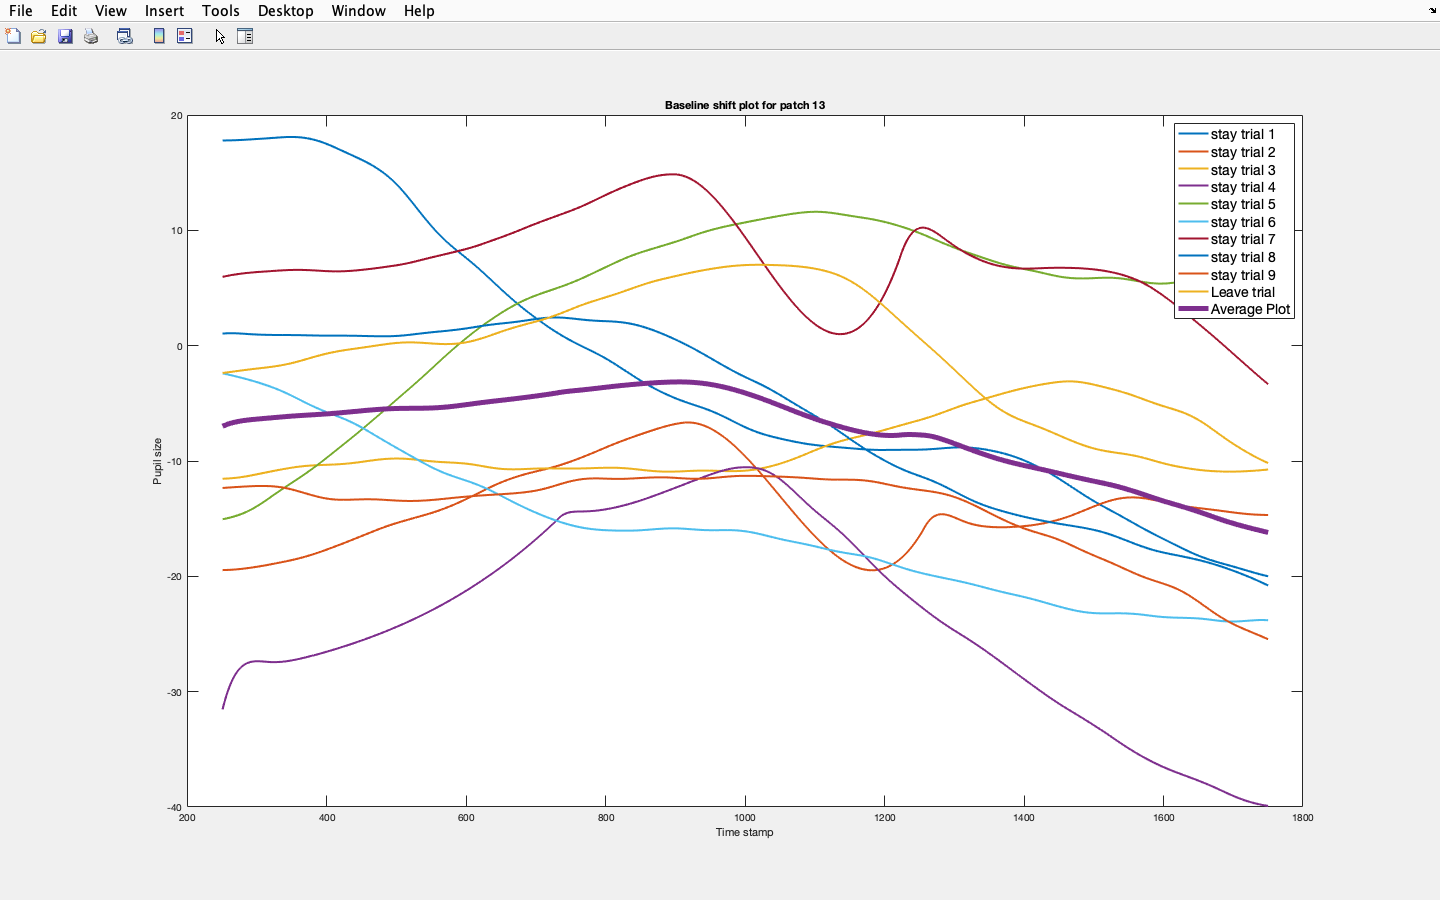 File Edit View Insert Tools Desktop Window Help
Baseline shift plot for patch 13
20
10
0
-10
-20
-30
-40
Pupil size
200 400 600 800 1000 1200 1400 1600 1800
Time stamp
stay trial 1
stay trial 2
stay trial 3
stay trial 4
stay trial 5
stay trial 6
stay trial 7
stay trial 8
stay trial 9
Leave trial
Average Plot